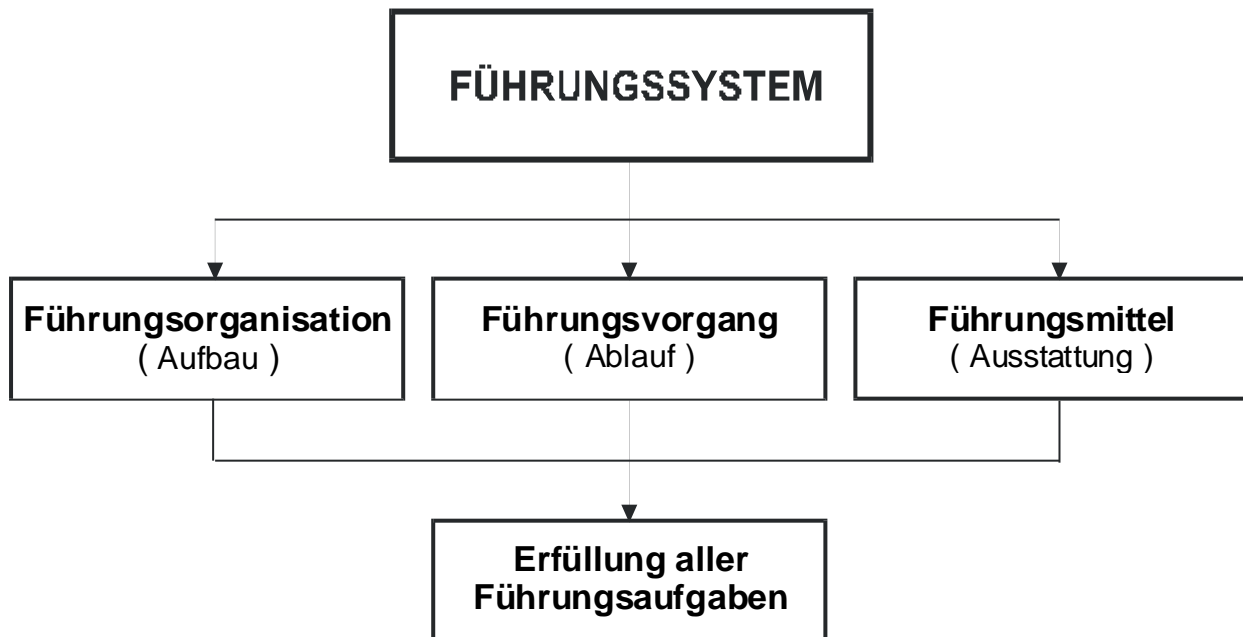 FÜHRUNGSSYSTEM
Führungsorganisation
( Aufbau )
Führungsvorgang
( Ablauf )
Führungsmittel
( Ausstattung )
Erfüllung aller
Führungsaufgaben